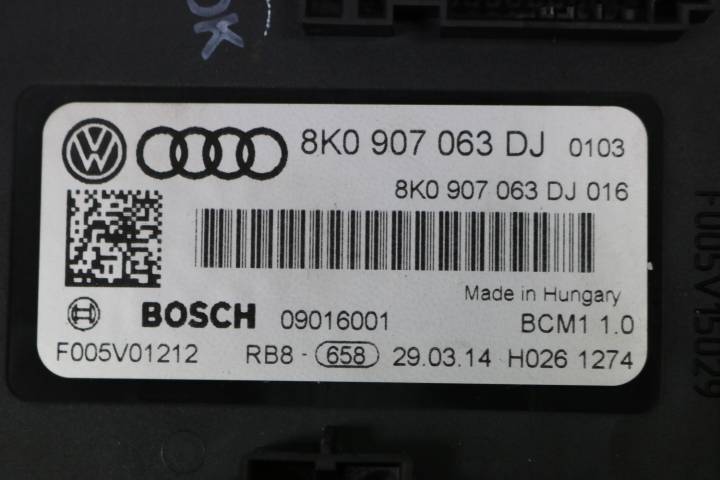 OK
8K0 907 063 DJ 0103
8K0 907 063 DJ 016
Made in Hungary
BOSCH 09016001 BCM1 1.0
F005V01212 RB8 - 658 29.03.14 H026 1274
F005V15029